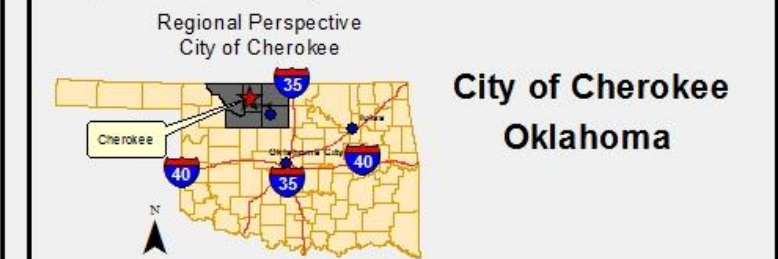 Regional Perspective
City of Cherokee
City of Cherokee
Oklahoma
35
Cherokee
Oklahoma City
40
40
35
N